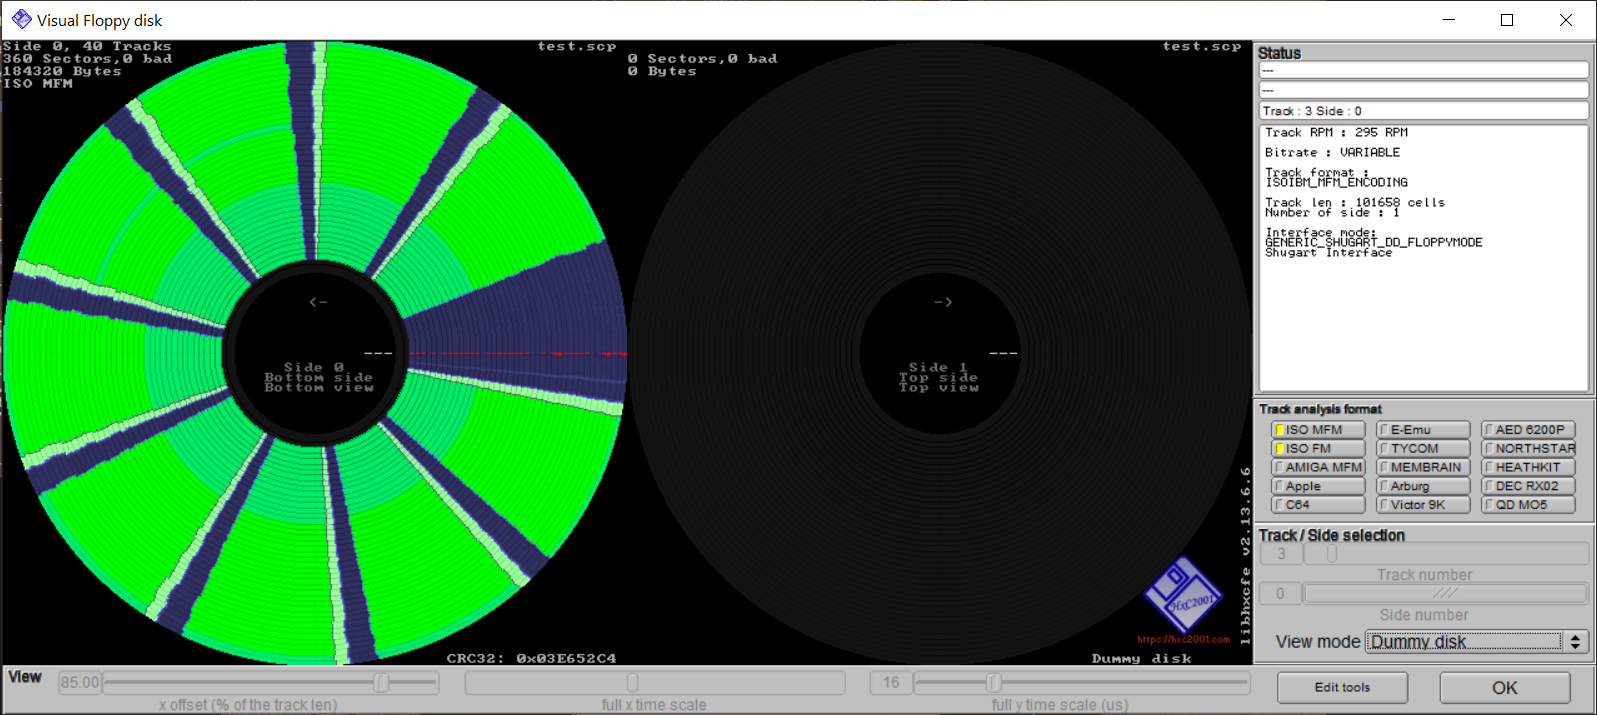 Visual Floppy disk
Side 0, 40 Tracks
360 Sectors,0 bad
184320 Bytes
ISO MFM
test.scp
<-
---
Side 0
Bottom side
Bottom view
CRC32: 0x03E652C4
0 Sectors,0 bad
0 Bytes
test.scp
->
---
Side 1
Top side
Top view
libhxcfe v2.13.6.6
HxC2001
https://hxc2001.com
Dummy disk
Status
---
---
Track : 3 Side : 0
Track RPM : 295 RPM
Bitrate : VARIABLE
Track format :
ISOIBM_MFM_ENCODING
Track len : 101658 cells
Number of side : 1
Interface mode:
GENERIC_SHUGART_DD_FLOPPYMODE
Shugart Interface
Track analysis format
ISO MFM E-Emu AED 6200P
ISO FM TYCOM NORTHSTAR
AMIGA MFM MEMBRAIN HEATHKIT
Apple Arburg DEC RX02
C64 Victor 9K QD MO5
Track / Side selection
3
Track number
0
Side number
View mode Dummy disk
View
85.00
x offset (% of the track len)
full x time scale
16
full y time scale (us)
Edit tools
OK